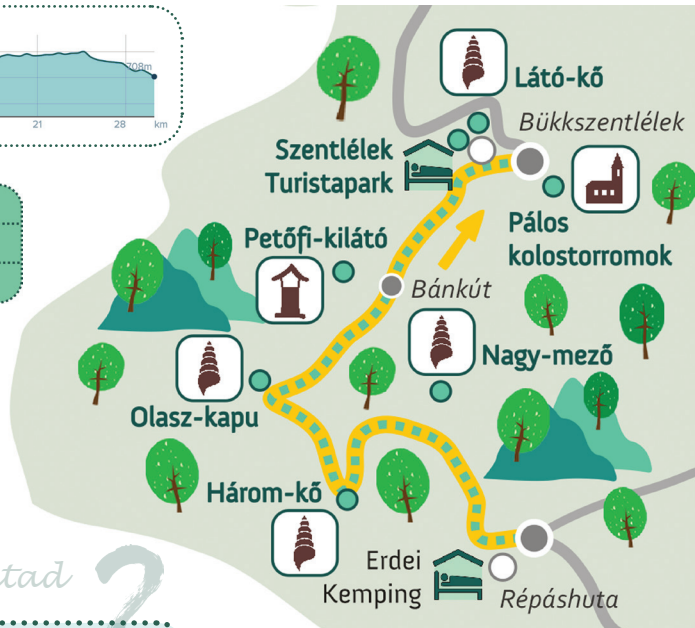 708m
21
28
km
Látó-kő
Bükkszentlélek
Szentlélek
Turistapark
Pálos
kolostorromok
Petőfi-kilátó
Bánkút
Nagy-mező
Olasz-kapu
Három-kő
Erdei
Kemping
Répáshuta
2